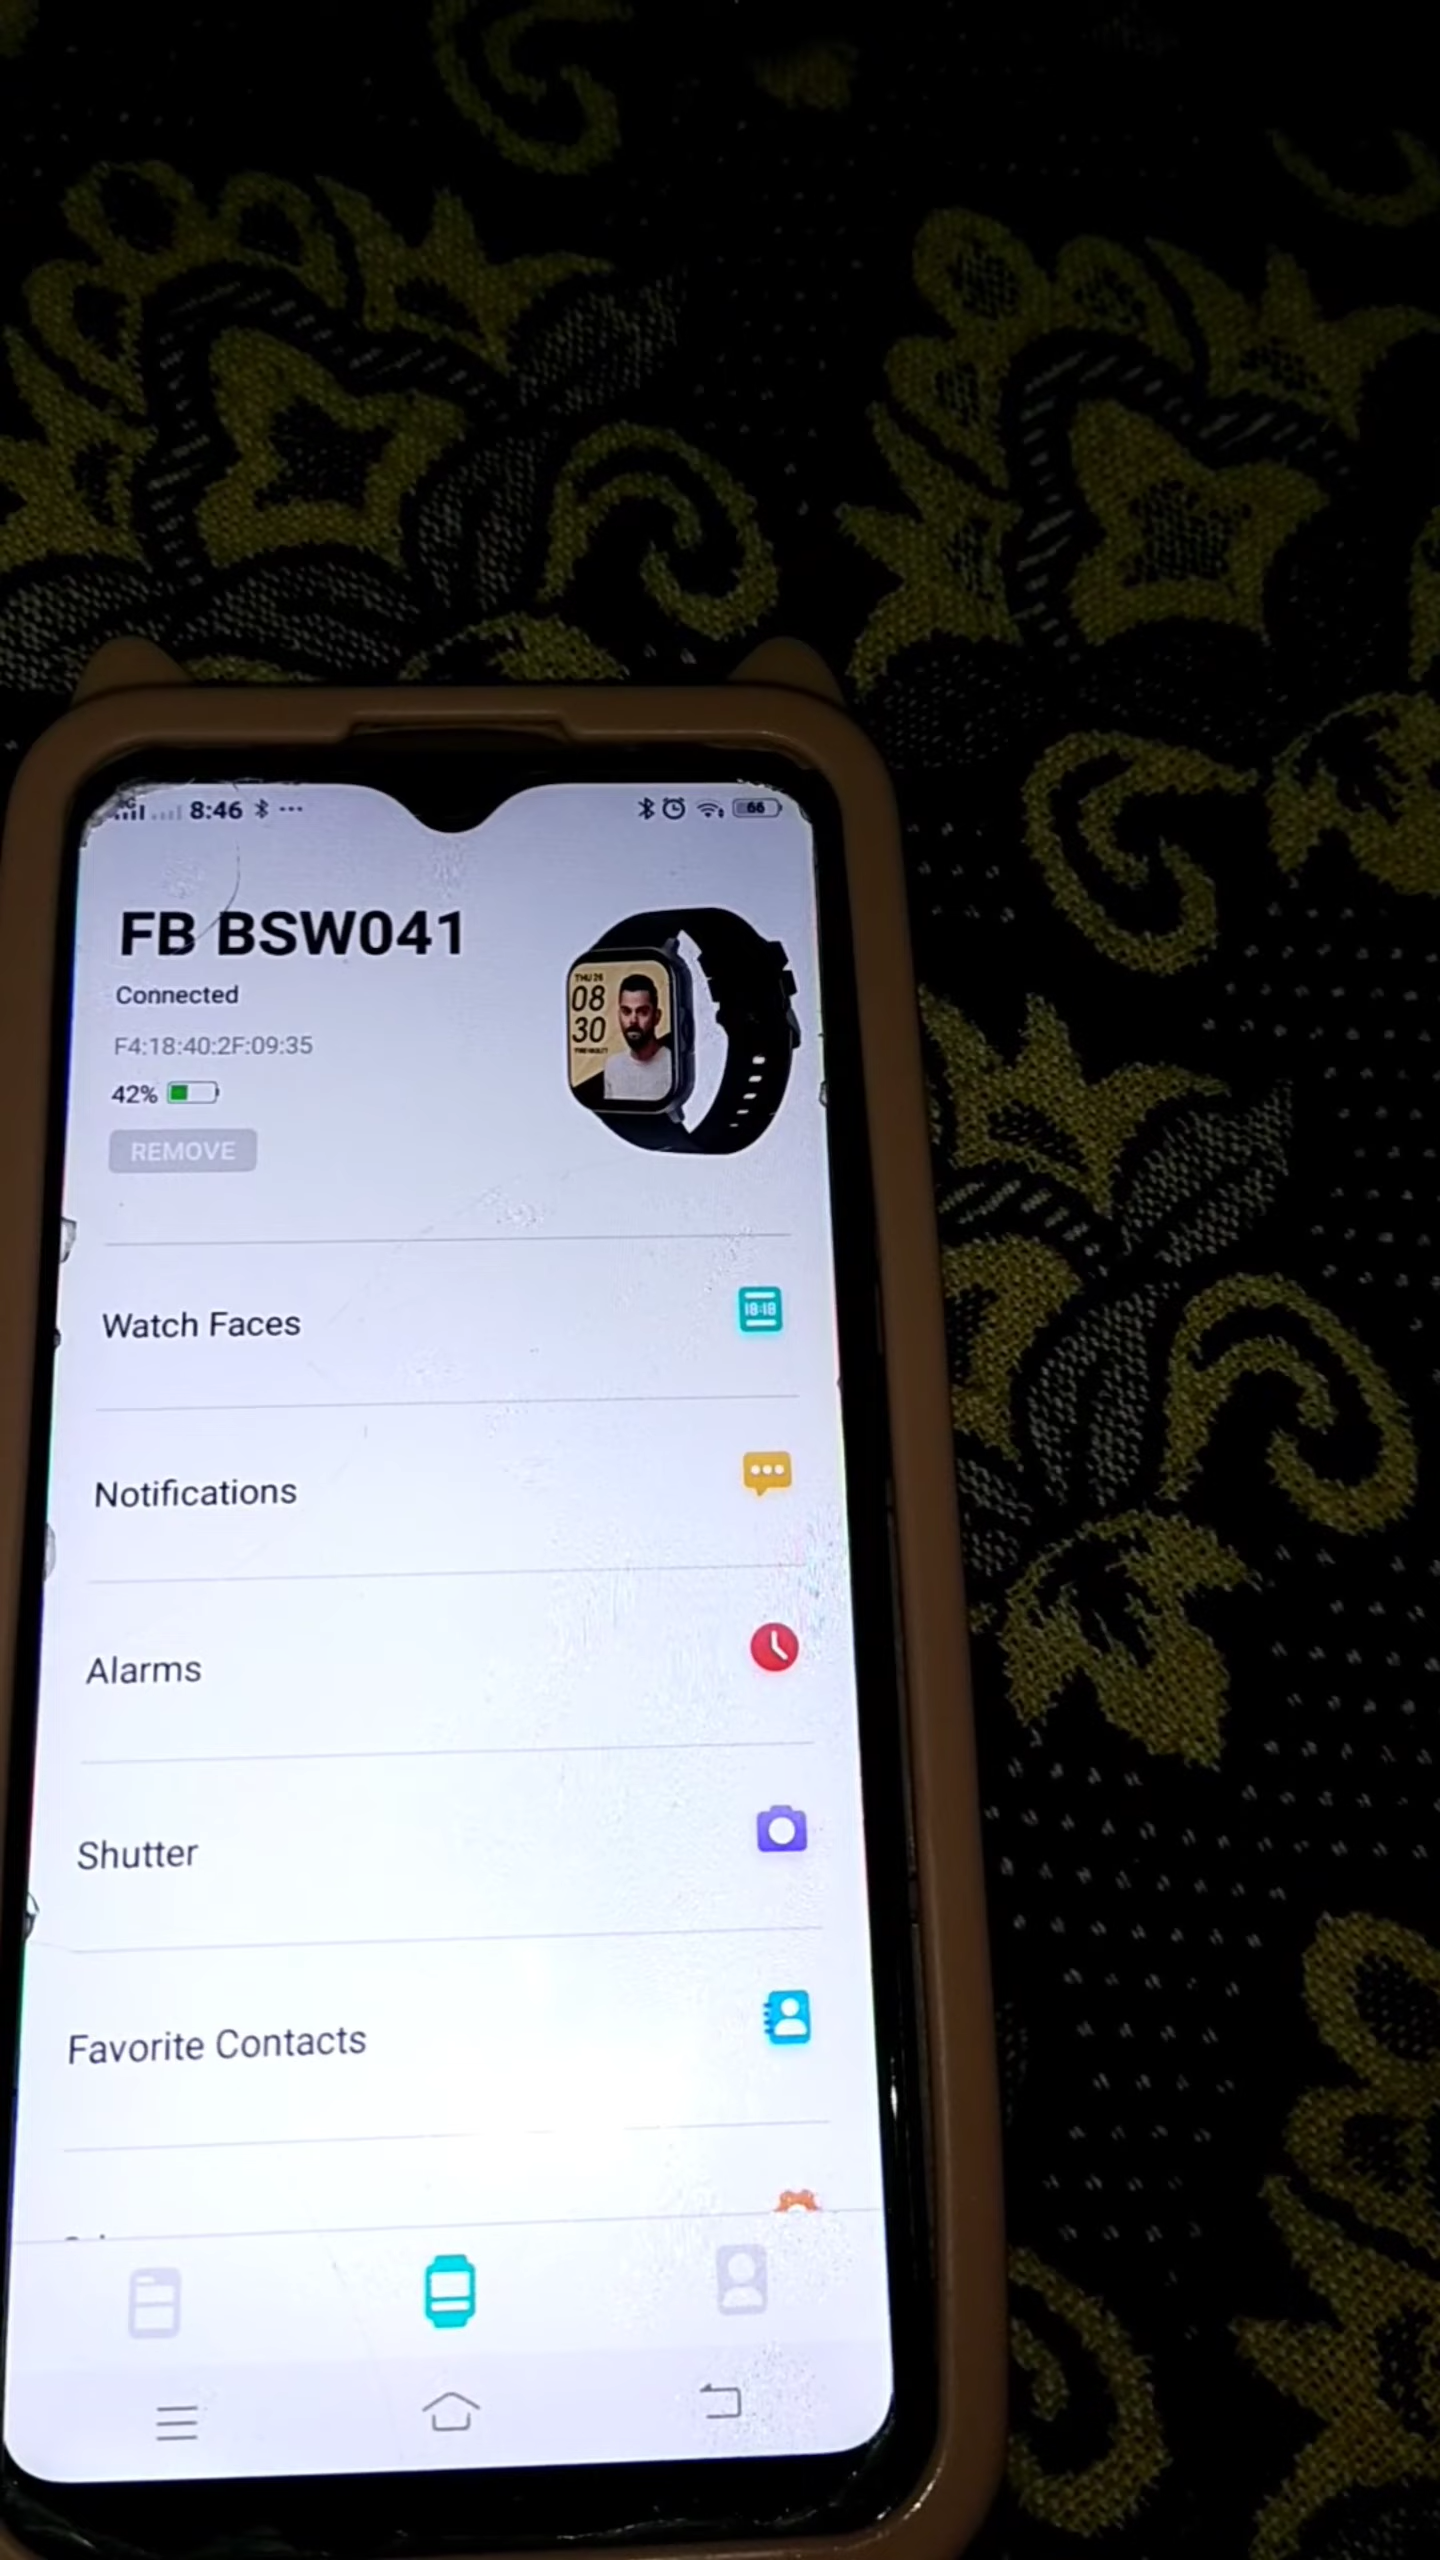 8:46
66
FB BSW041
Connected
F4:18:40:2F:09:35
42%
REMOVE
THU 26
08
30
Watch Faces
18:18
Notifications
Alarms
Shutter
Favorite Contacts